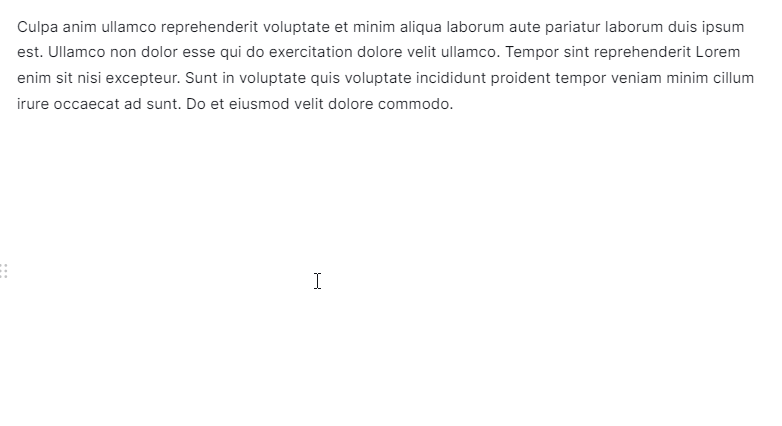 Culpa anim ullamco reprehenderit voluptate et minim aliqua laborum aute pariatur laborum duis ipsum
est. Ullamco non dolor esse qui do exercitation dolore velit ullamco. Tempor sint reprehenderit Lorem
enim sit nisi excepteur. Sunt in voluptate quis voluptate incididunt proident tempor veniam minim cillum
irure occaecat ad sunt. Do et eiusmod velit dolore commodo.